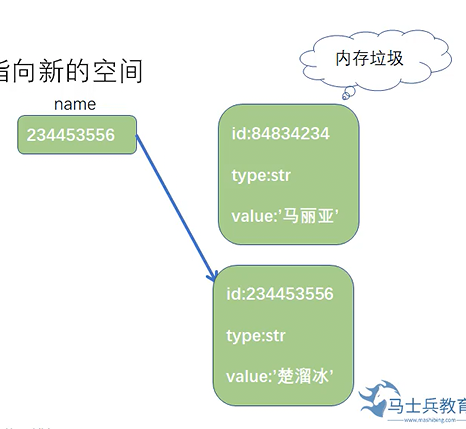 指向新的空间
name
234453556
内存垃圾
id:84834234
type:str
value:'马丽亚'
id:234453556
type:str
value:'楚溜冰'
马士兵教育
www.mashibing.com